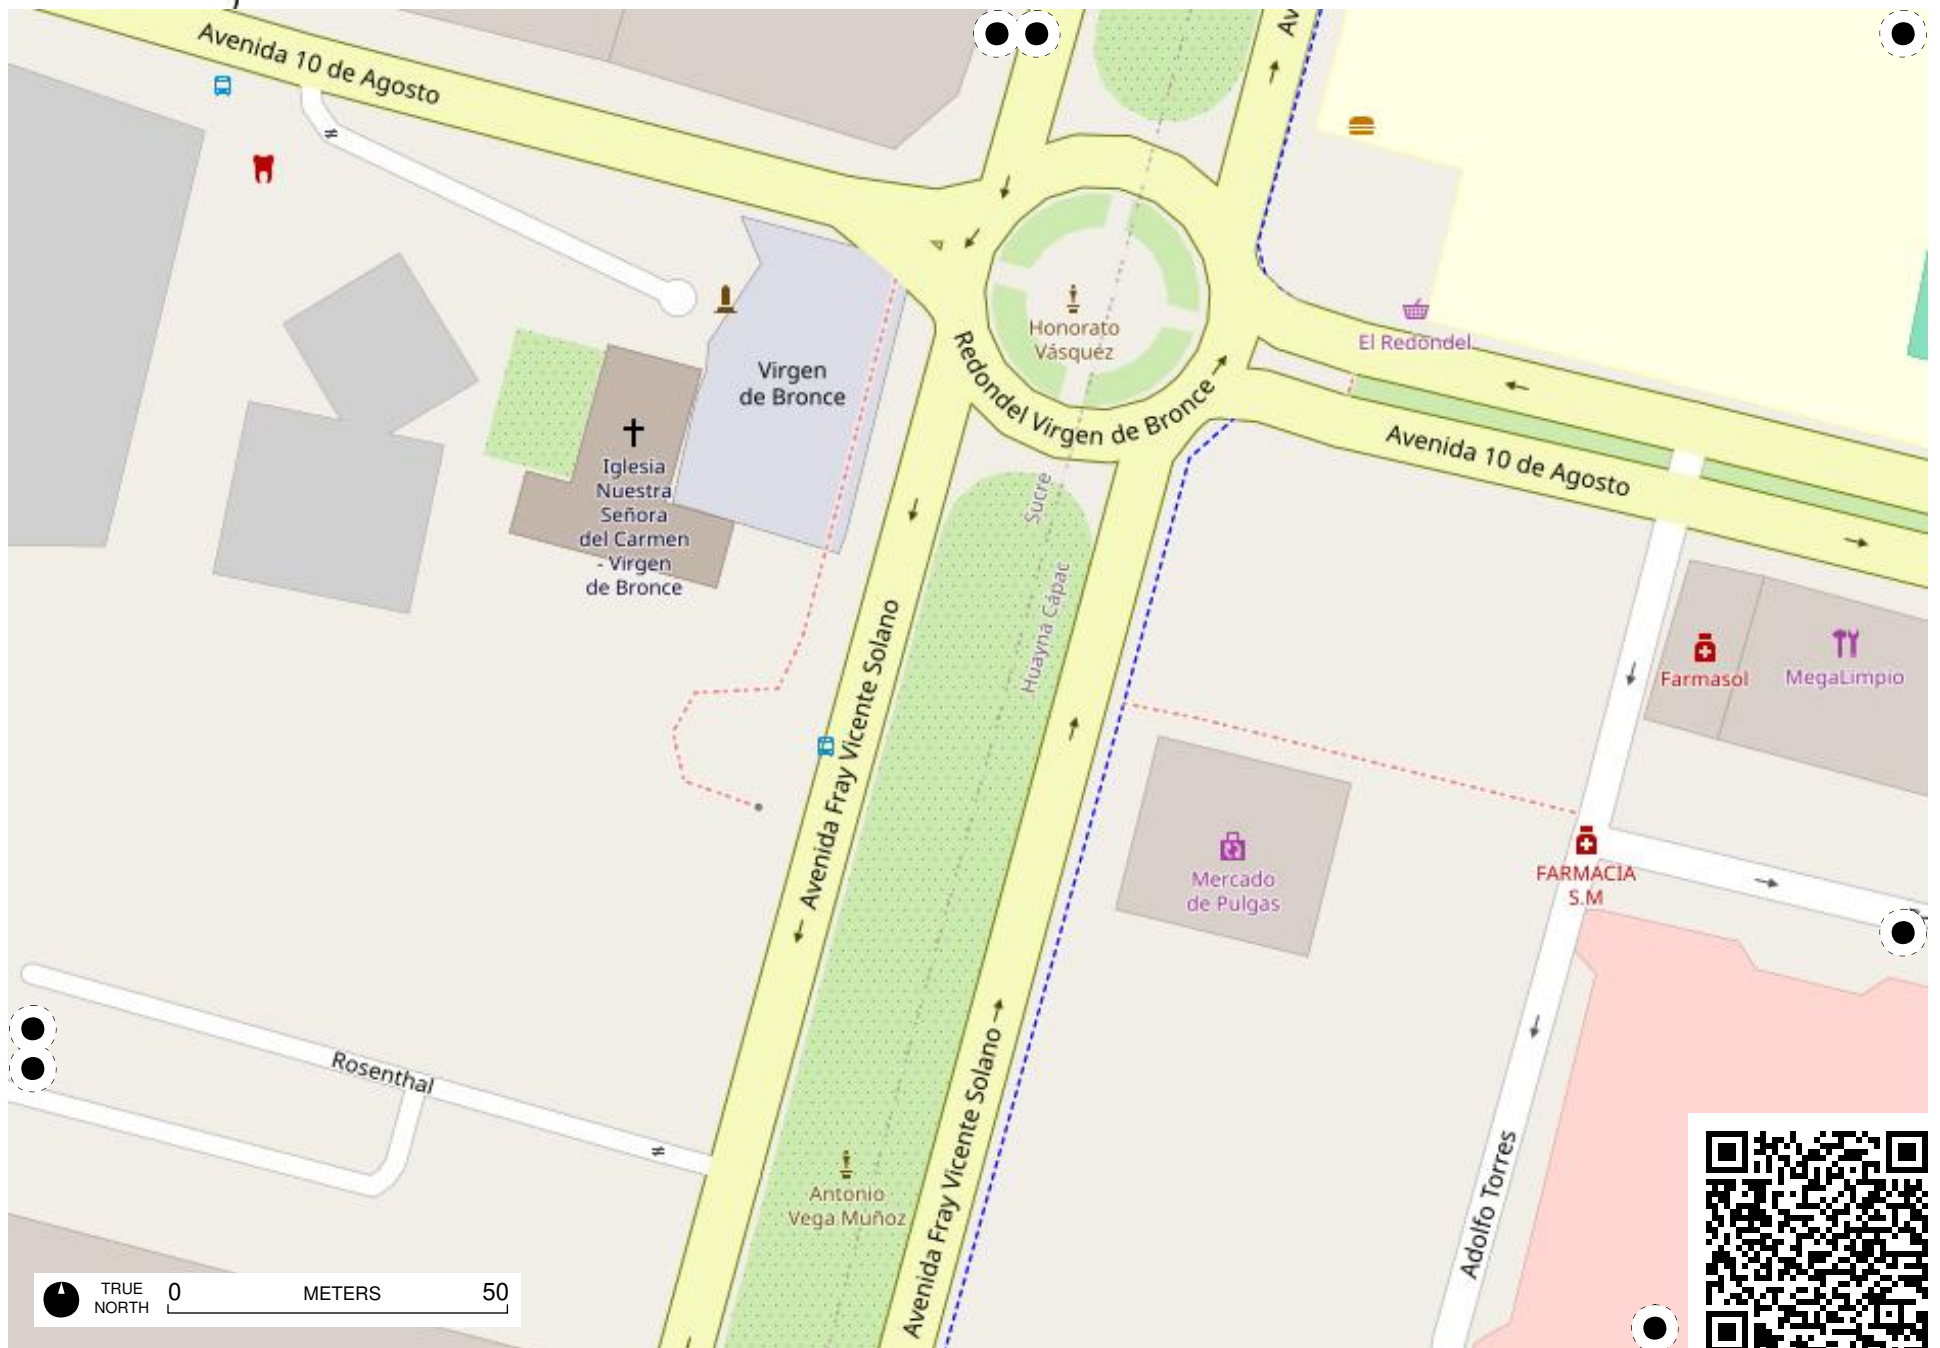 Avenida 10 de Agosto
Av
Honorato
Vásquéz
El Redondel
Redondel Virgen de Bronce
Virgen
de Bronce
Avenida 10 de Agosto
Iglesia
Nuestra
Señora
del Carmen
- Virgen
de Bronce
Sucre
Huayna Cápac
Avenida Fray Vicente Solano
Farmasol
MegaLimpio
Mercado
de Pulgas
FARMACIA
S.M
Rosenthal
Antonio
Vega Muñoz
Avenida Fray Vicente Solano
Adolfo Torres
TRUE
NORTH
0 METERS 50